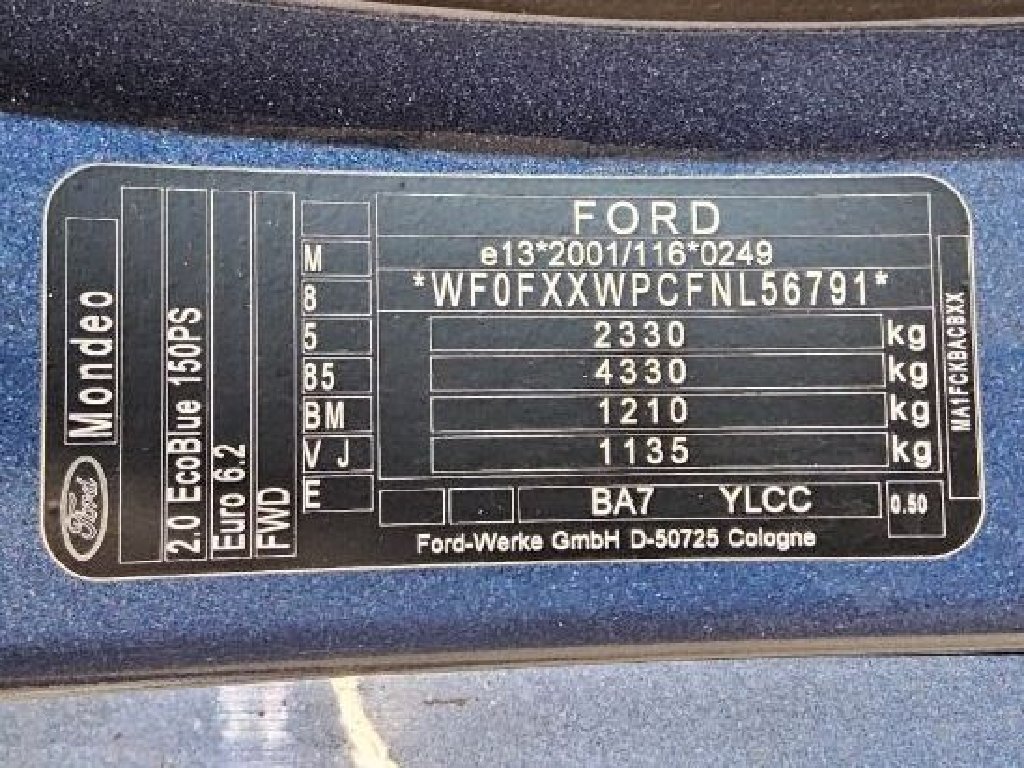 Ford
Mondeo
2.0 EcoBlue 150PS
Euro 6.2
FWD
M
8
5
85
BM
V J
E
FORD
e13*2001/116*0249
*WF0FXXWPCFNL56791*
2330 kg
4330 kg
1210 kg
1135 kg
BA7 YLCC
0.50
Ford-Werke GmbH D-50725 Cologne
MA1FCKBACBXX